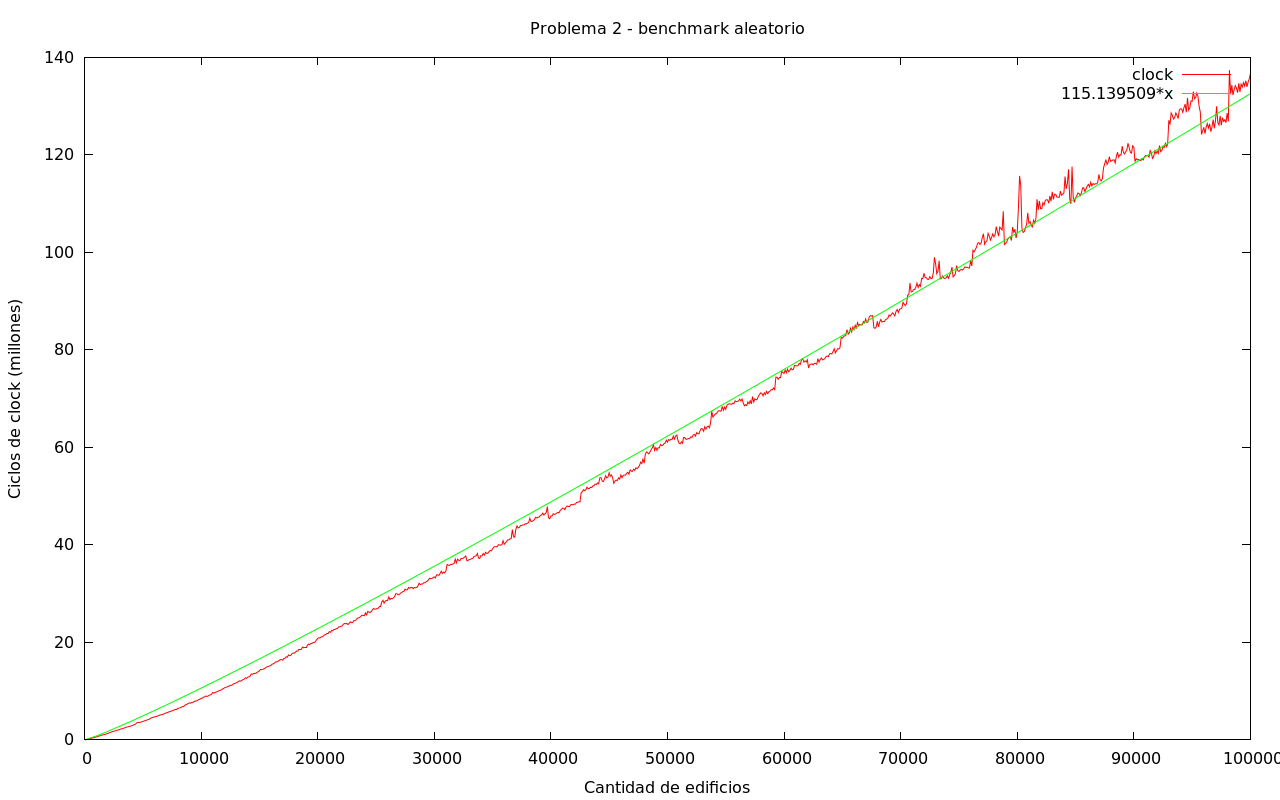 Problema 2 - benchmark aleatorio
140
120
100
80
60
40
20
0
Ciclos de clock (millones)
clock
115.139509*x
0 10000 20000 30000 40000 50000 60000 70000 80000 90000 100000
Cantidad de edificios